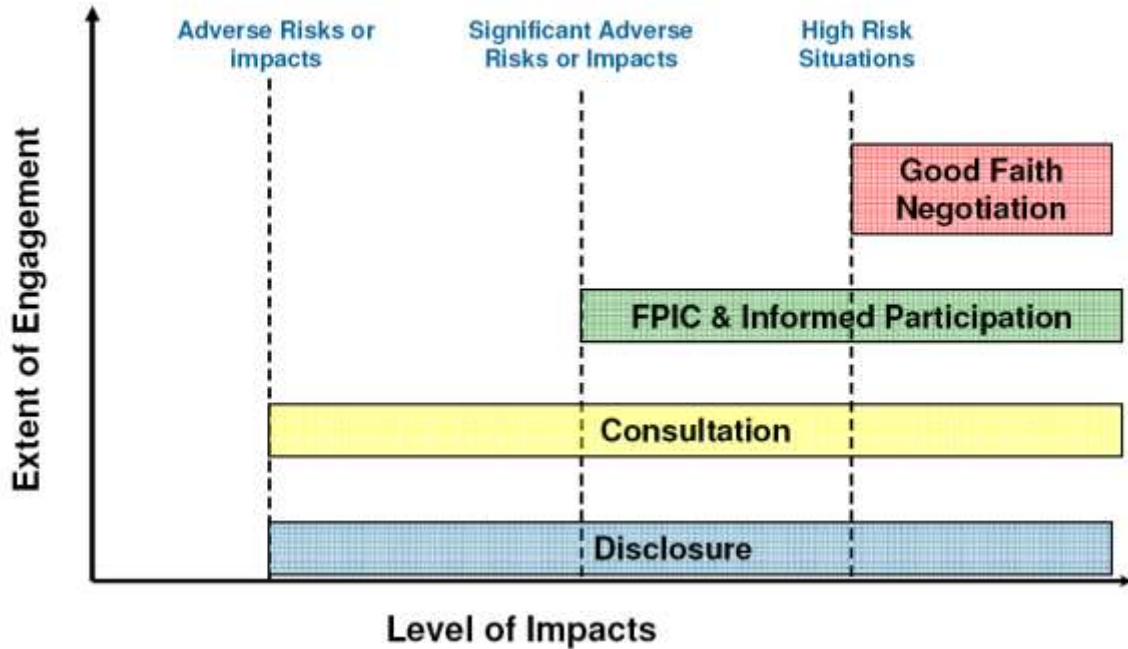 Adverse Risks or
impacts
Significant Adverse
Risks or Impacts
High Risk
Situations
Extent of Engagement
Good Faith
Negotiation
FPIC & Informed Participation
Consultation
Disclosure
Level of Impacts